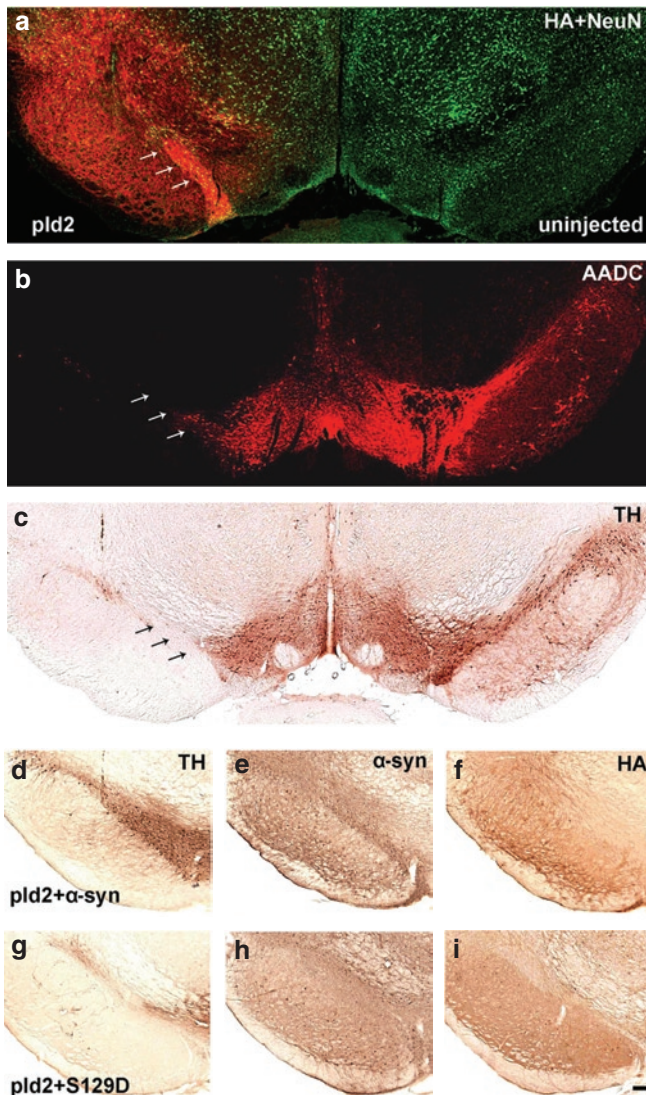 a HA+NeuN
pld2 uninjected
b AADC
c TH
d TH e α-syn f HA
pld2+α-syn
g h i
pld2+S129D